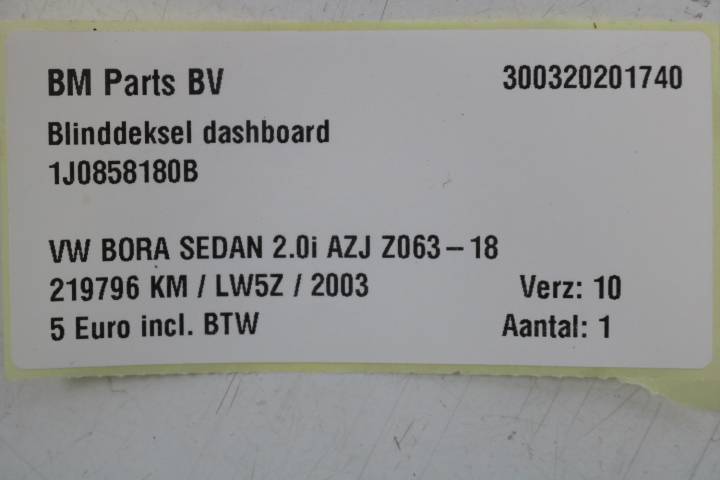 BM Parts BV 300320201740
Blinddeksel dashboard
1J0858180B
VW BORA SEDAN 2.0i AZJ Z063 – 18
219796 KM / LW5Z / 2003 Verz: 10
5 Euro incl. BTW Aantal: 1